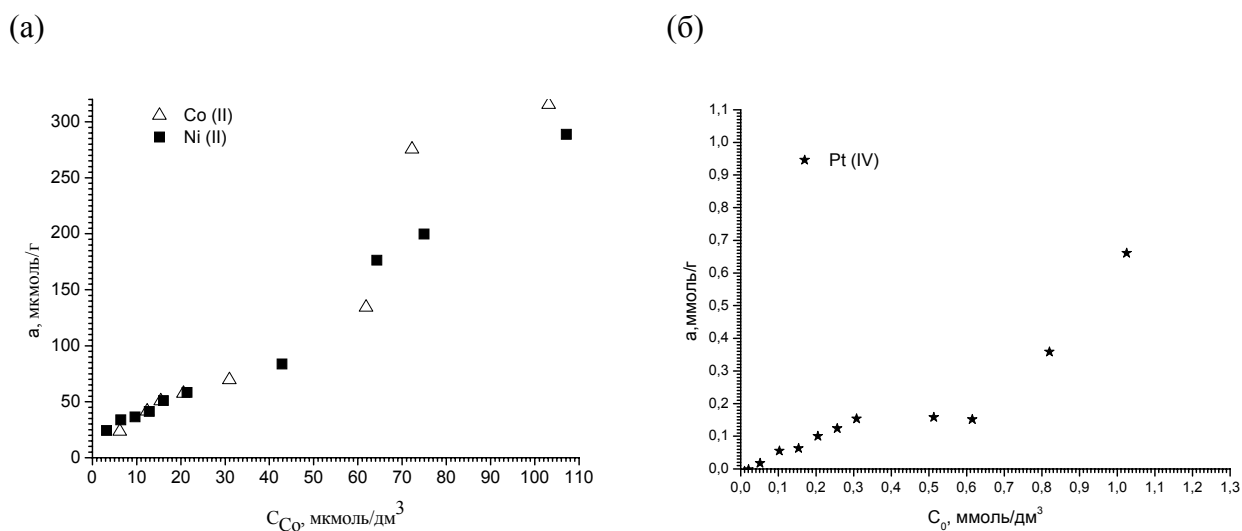 (а)
(б)
Co (II)
Ni (II)
300
250
200
150
100
50
0
a, мкмоль/г
0 10 20 30 40 50 60 70 80 90 100 110
C_Co, мкмоль/дм³
Pt (IV)
1,1
1,0
0,9
0,8
0,7
0,6
0,5
0,4
0,3
0,2
0,1
0,0
a,ммоль/г
0,0 0,1 0,2 0,3 0,4 0,5 0,6 0,7 0,8 0,9 1,0 1,1 1,2 1,3
C₀, ммоль/дм³